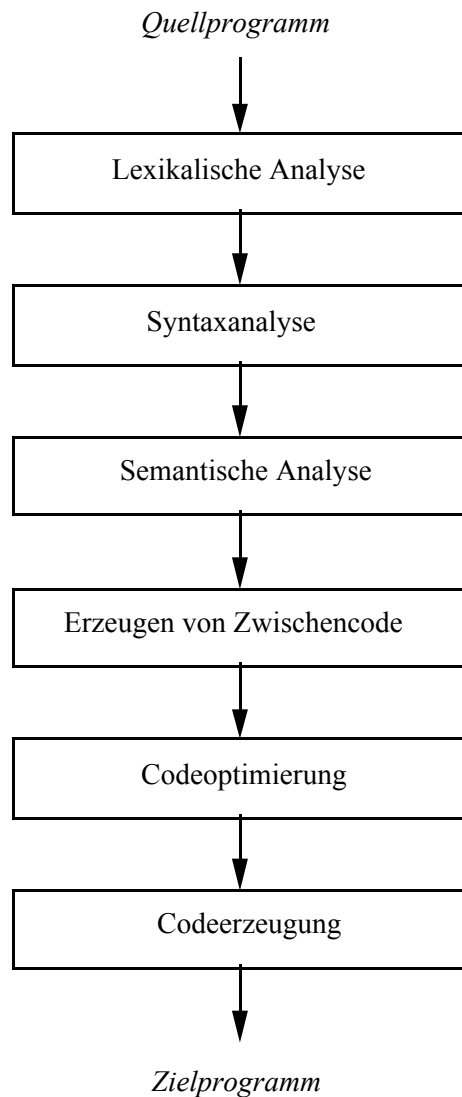 Quellprogramm
Lexikalische Analyse
Syntaxanalyse
Semantische Analyse
Erzeugen von Zwischencode
Codeoptimierung
Codeerzeugung
Zielprogramm